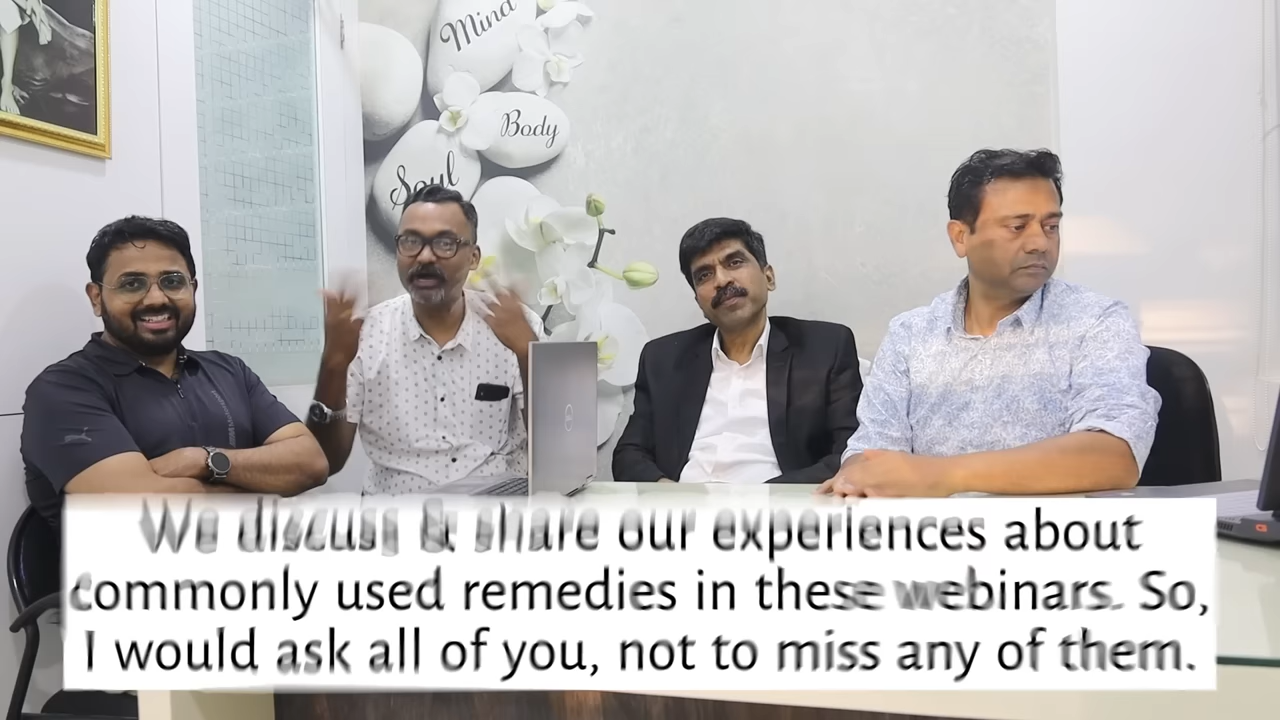 Mind
Body
Soul
We discuss & share our experiences about
commonly used remedies in these webinars. So,
I would ask all of you, not to miss any of them.